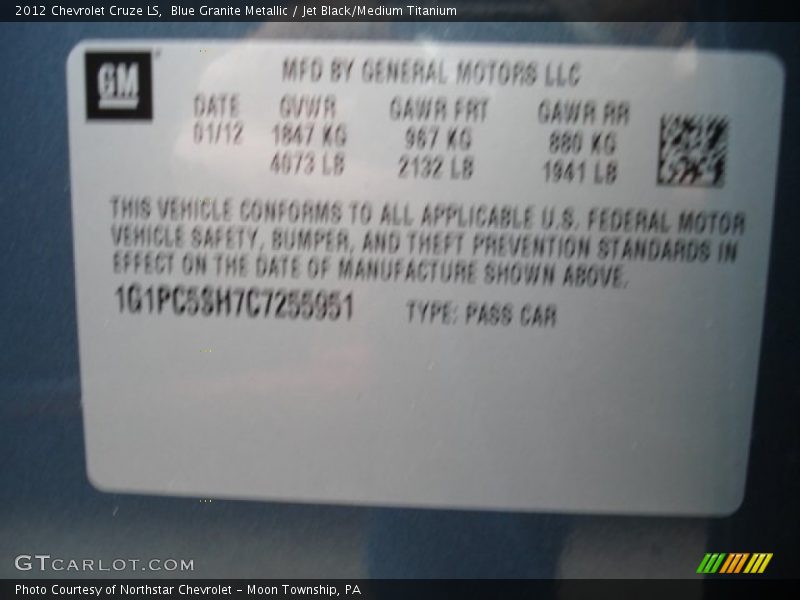 2012 Chevrolet Cruze LS, Blue Granite Metallic / Jet Black/Medium Titanium
GM
MFD BY GENERAL MOTORS LLC
DATE GVWR GAWR FRT GAWR RR
01/12 1847 KG 967 KG 880 KG
4073 LB 2132 LB 1941 LB
THIS VEHICLE CONFORMS TO ALL APPLICABLE U.S. FEDERAL MOTOR
VEHICLE SAFETY, BUMPER, AND THEFT PREVENTION STANDARDS IN
EFFECT ON THE DATE OF MANUFACTURE SHOWN ABOVE.
1G1PC5SH7C7255951 TYPE: PASS CAR
GTCARLOT.COM
Photo Courtesy of Northstar Chevrolet - Moon Township, PA